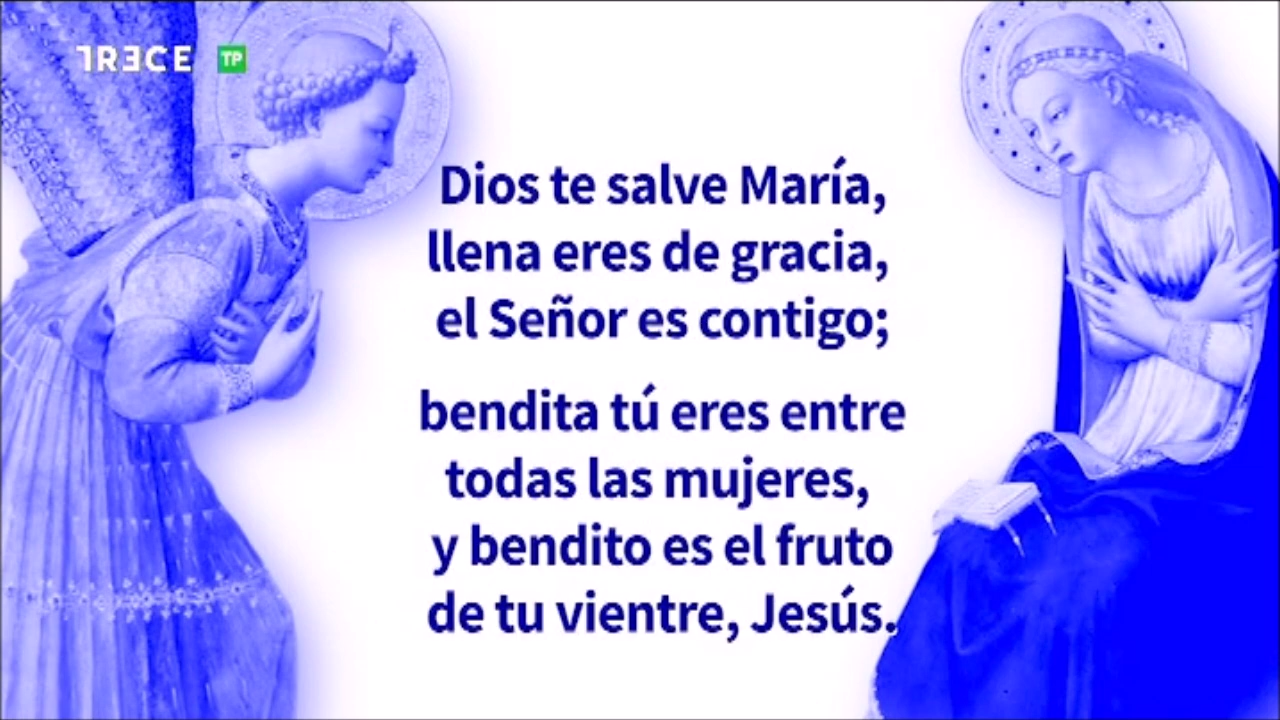 TRECE TP
Dios te salve María,
llena eres de gracia,
el Señor es contigo;
bendita tú eres entre
todas las mujeres,
y bendito es el fruto
de tu vientre, Jesús.